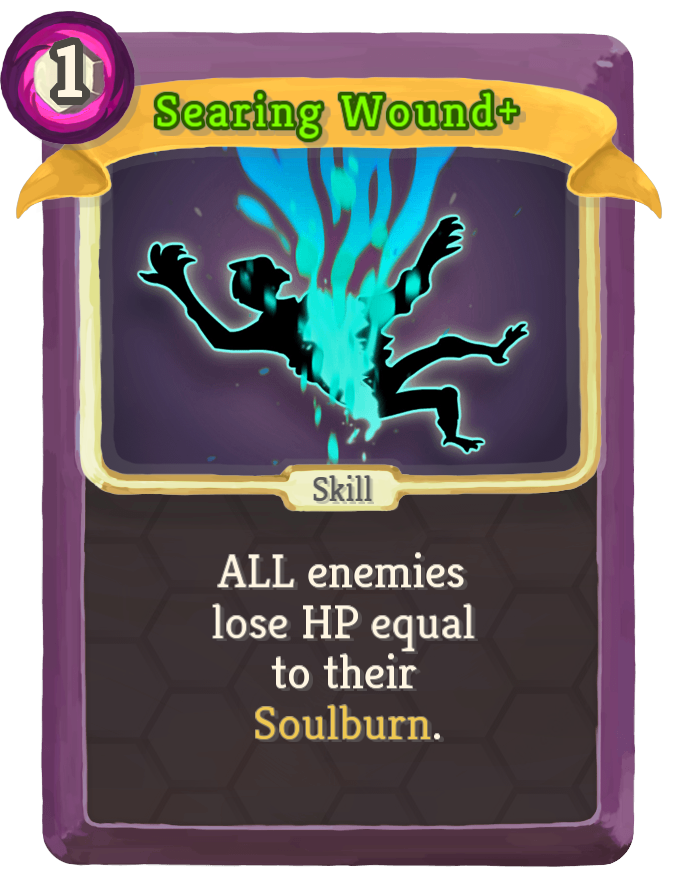 1
Searing Wound+
Skill
ALL enemies
lose HP equal
to their
Soulburn.